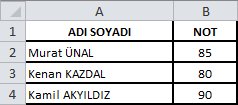 A B
1 ADI SOYADI NOT
2 Murat ÜNAL 85
3 Kenan KAZDAL 80
4 Kamil AKYILDIZ 90